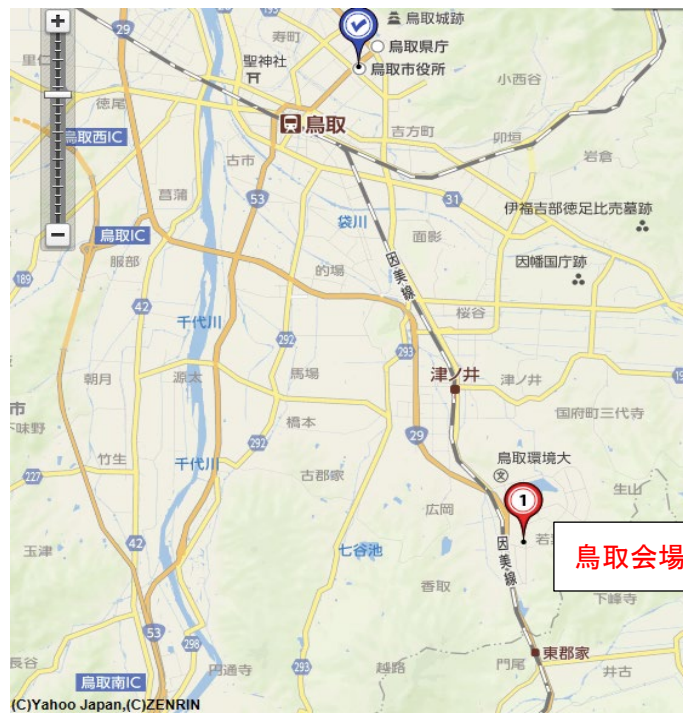 +
29
寿町
鳥取城跡
鳥取県庁
鳥取市役所
聖神社
里仁
小西谷
徳尾
鳥取
鳥取西IC
吉方町
卯垣
岩倉
古市
菖蒲
53
31
伊福吉部徳足比売墓跡
袋川
鳥取IC
面影
−
服部
的場
因美線
因幡国庁跡
189
42
千代川
292
桜谷
293
朝月
源太
馬場
津ノ井
津ノ井
市
下味野
橋本
国府町三代寺
29
292
竹生
千代川
227
古郡家
鳥取環境大
文
生山
1
広岡
玉津
42
七谷池
因美線
鳥取会場
香取
下峰寺
53
298
東郡家
長谷
円通寺
293
越路
門尾
井古
鳥取南IC
(C)Yahoo Japan,(C)ZENRIN